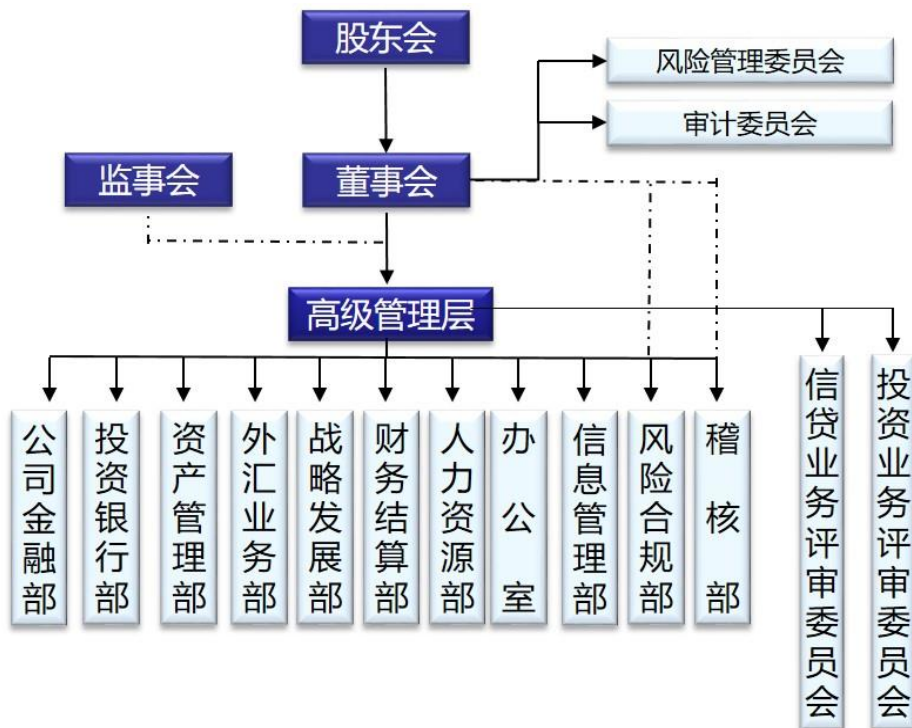 股东会
风险管理委员会
审计委员会
监事会
董事会
高级管理层
公司金融部
投资银行部
资产管理部
外汇业务部
战略发展部
财务结算部
人力资源部
办公室
信息管理部
风险合规部
稽核部
信贷业务评审委员会
投资业务评审委员会